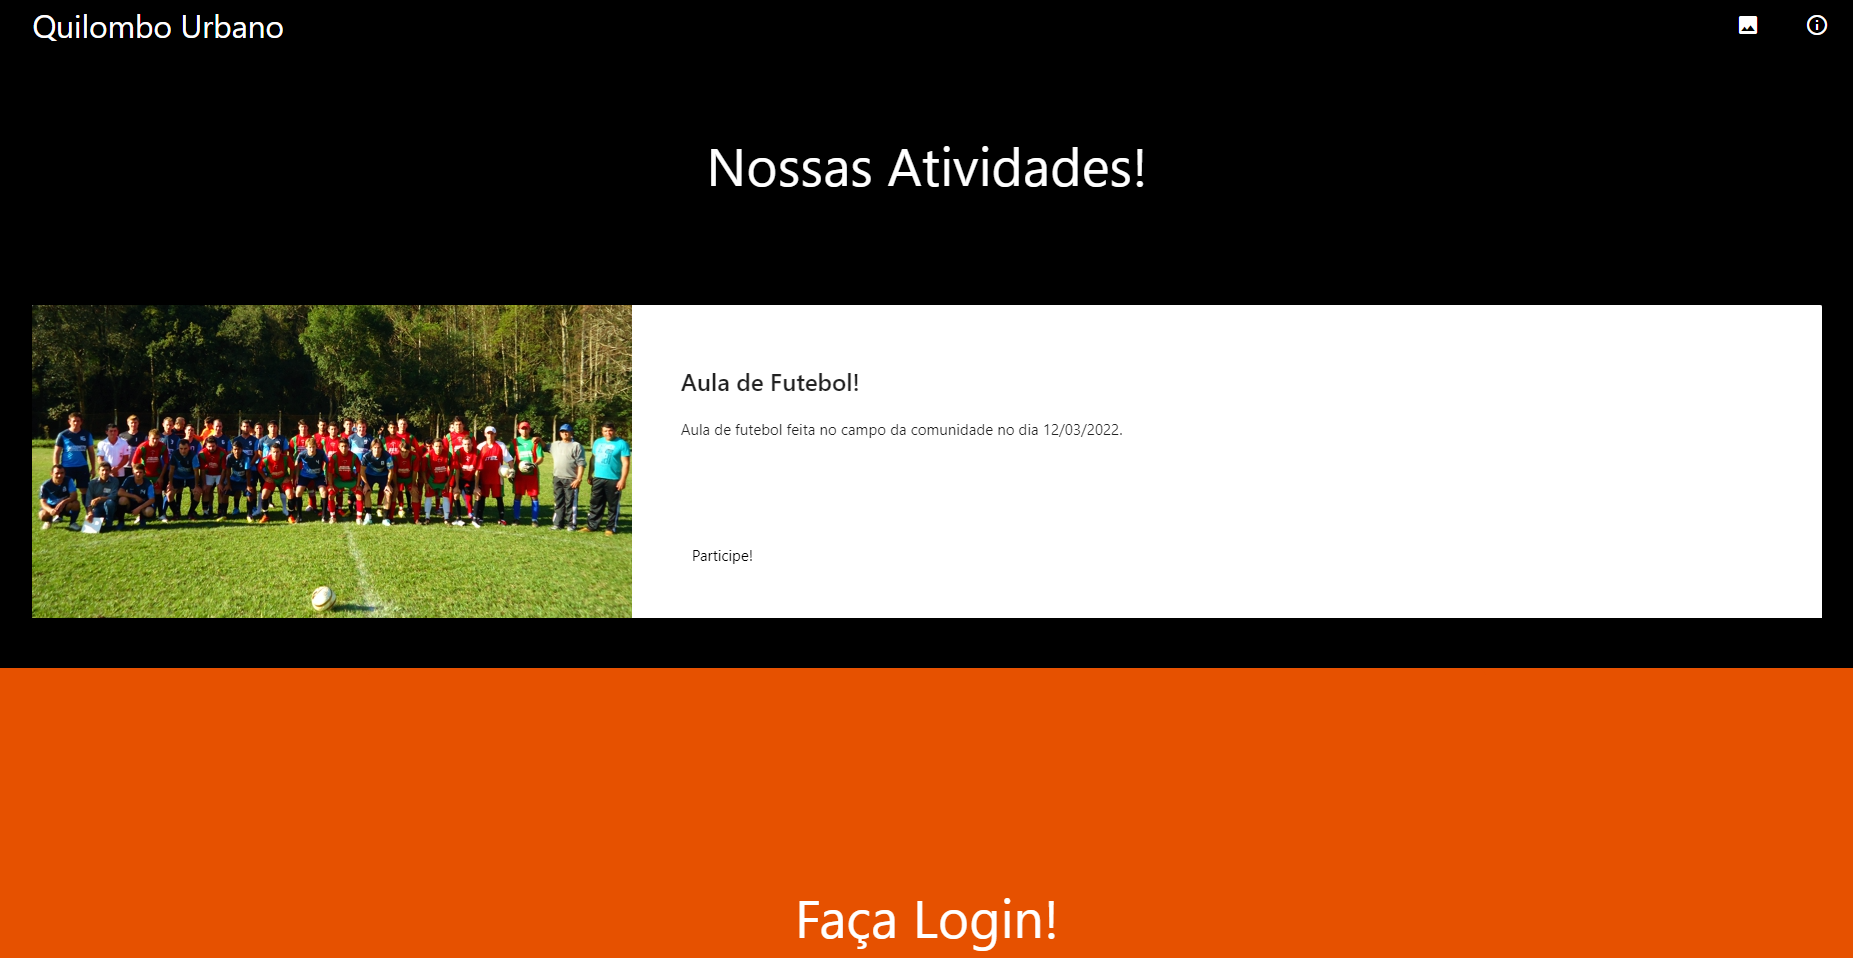 Quilombo Urbano
Nossas Atividades!
Aula de Futebol!
Aula de futebol feita no campo da comunidade no dia 12/03/2022.
Participe!
Faça Login!